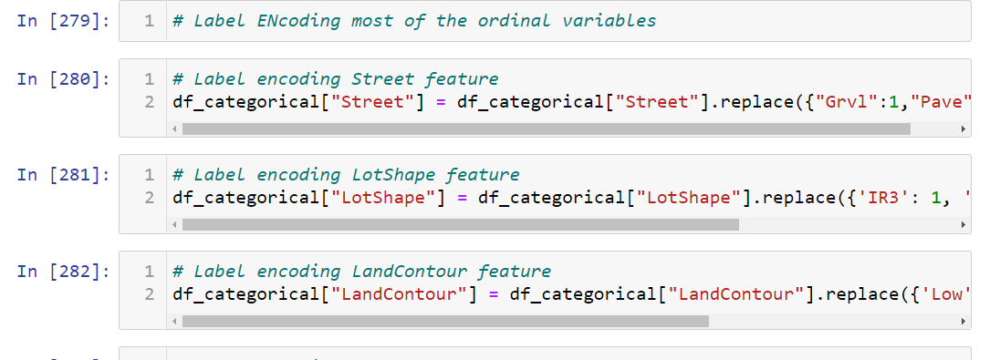 In [279]: 1 # Label ENcoding most of the ordinal variables
In [280]: 1 # Label encoding Street feature
2 df_categorical["Street"] = df_categorical["Street"].replace({"Grvl":1,"Pave"
In [281]: 1 # Label encoding LotShape feature
2 df_categorical["LotShape"] = df_categorical["LotShape"].replace({'IR3': 1, '
In [282]: 1 # Label encoding LandContour feature
2 df_categorical["LandContour"] = df_categorical["LandContour"].replace({'Low'